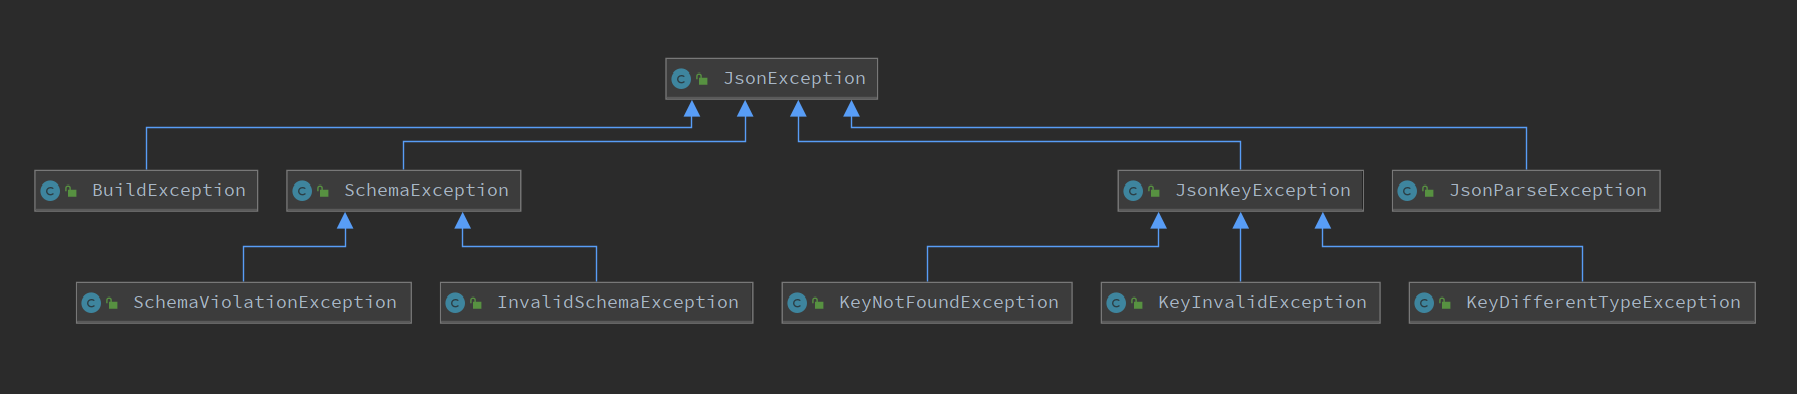 C JsonException
C BuildException
C SchemaException
C JsonKeyException
C JsonParseException
C SchemaViolationException
C InvalidSchemaException
C KeyNotFoundException
C KeyInvalidException
C KeyDifferentTypeException